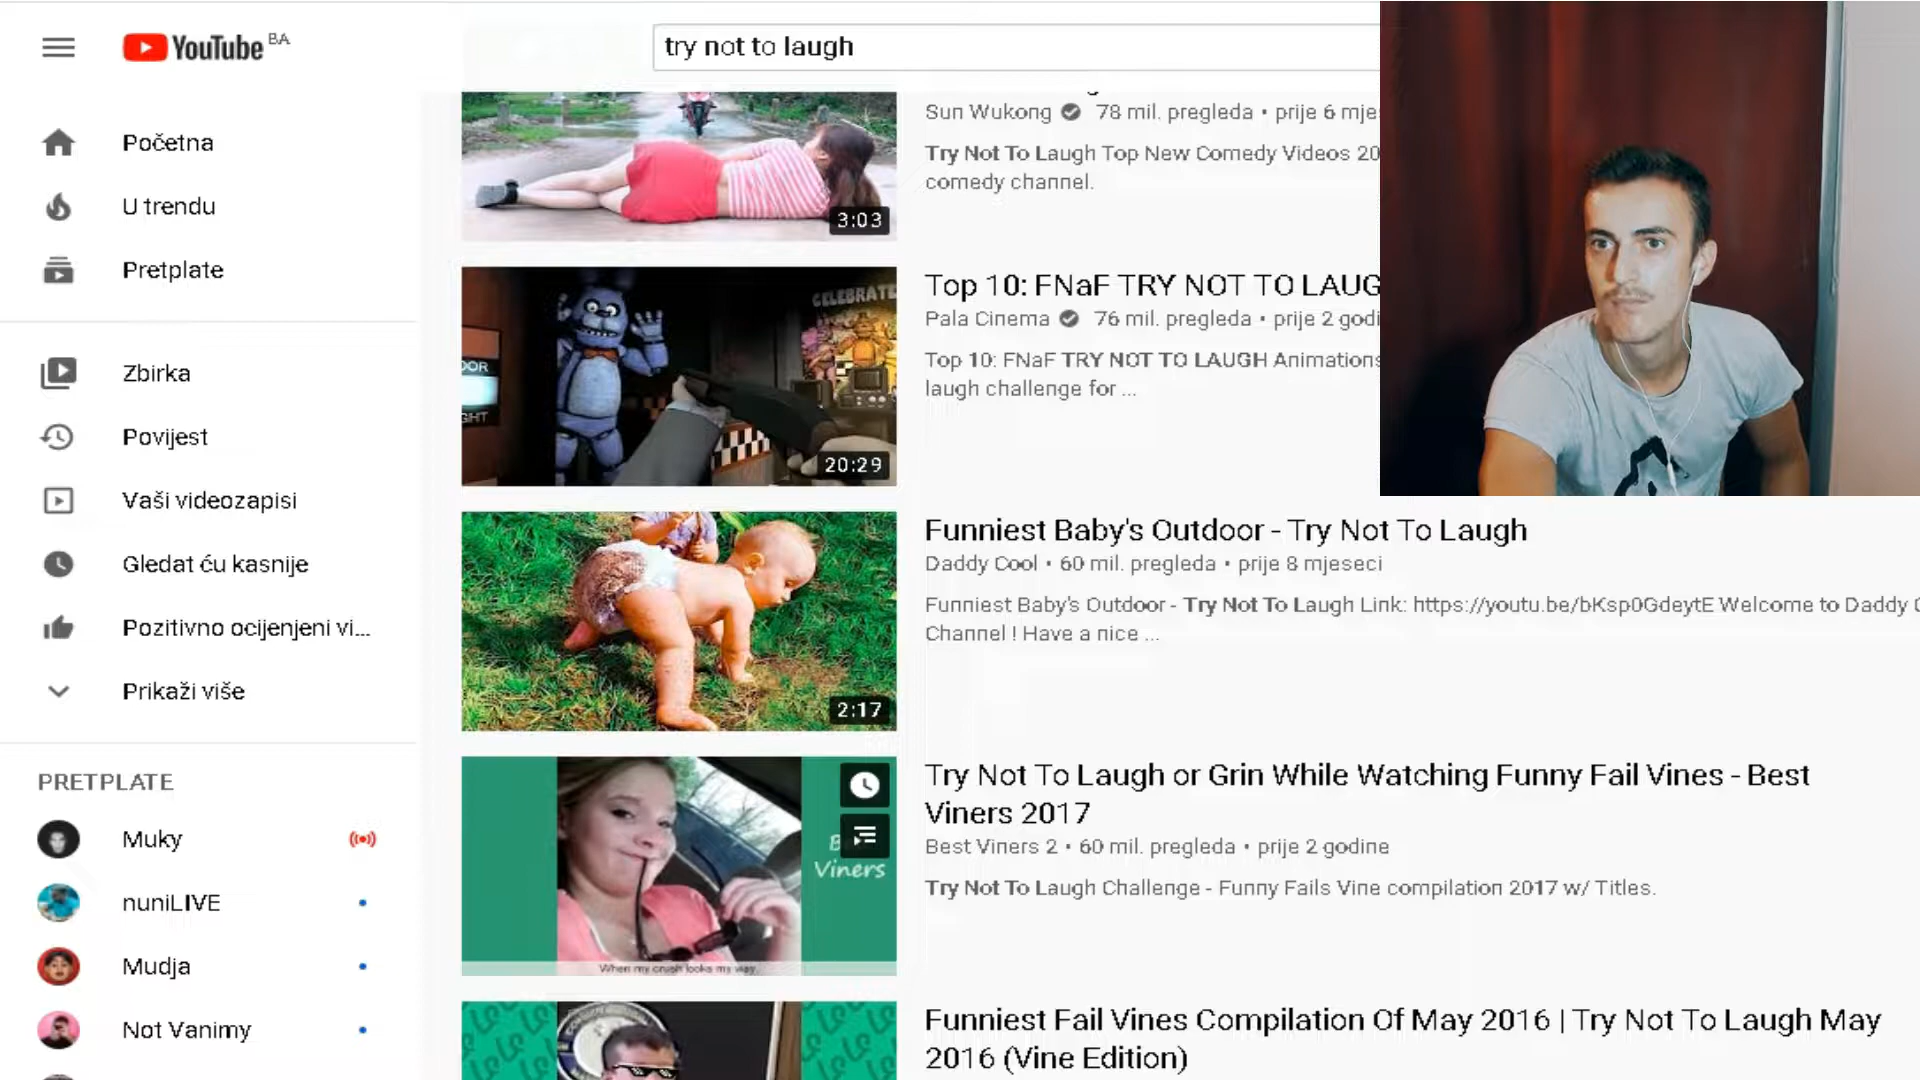 YouTube BA
try not to laugh
Početna
U trendu
Pretplate
Zbirka
Povijest
Vaši videozapisi
Gledat ću kasnije
Pozitivno ocijenjeni vi...
Prikaži više
PRETPLATE
Muky
nuniLIVE
Mudja
Not Vanimy
3:03
Sun Wukong 78 mil. pregleda • prije 6 mje
Try Not To Laugh Top New Comedy Videos 20
comedy channel.
CELEBRATE
20:29
Top 10: FNaF TRY NOT TO LAUG
Pala Cinema 76 mil. pregleda • prije 2 godi
Top 10: FNaF TRY NOT TO LAUGH Animations
laugh challenge for ...
2:17
Funniest Baby's Outdoor - Try Not To Laugh
Daddy Cool • 60 mil. pregleda • prije 8 mjeseci
Funniest Baby's Outdoor - Try Not To Laugh Link: https://youtu.be/bKsp0GdeytE Welcome to Daddy
Channel ! Have a nice ...
Viners
When my crush looks my way.
Try Not To Laugh or Grin While Watching Funny Fail Vines - Best
Viners 2017
Best Viners 2 • 60 mil. pregleda • prije 2 godine
Try Not To Laugh Challenge - Funny Fails Vine compilation 2017 w/ Titles.
Funniest Fail Vines Compilation Of May 2016 | Try Not To Laugh May
2016 (Vine Edition)